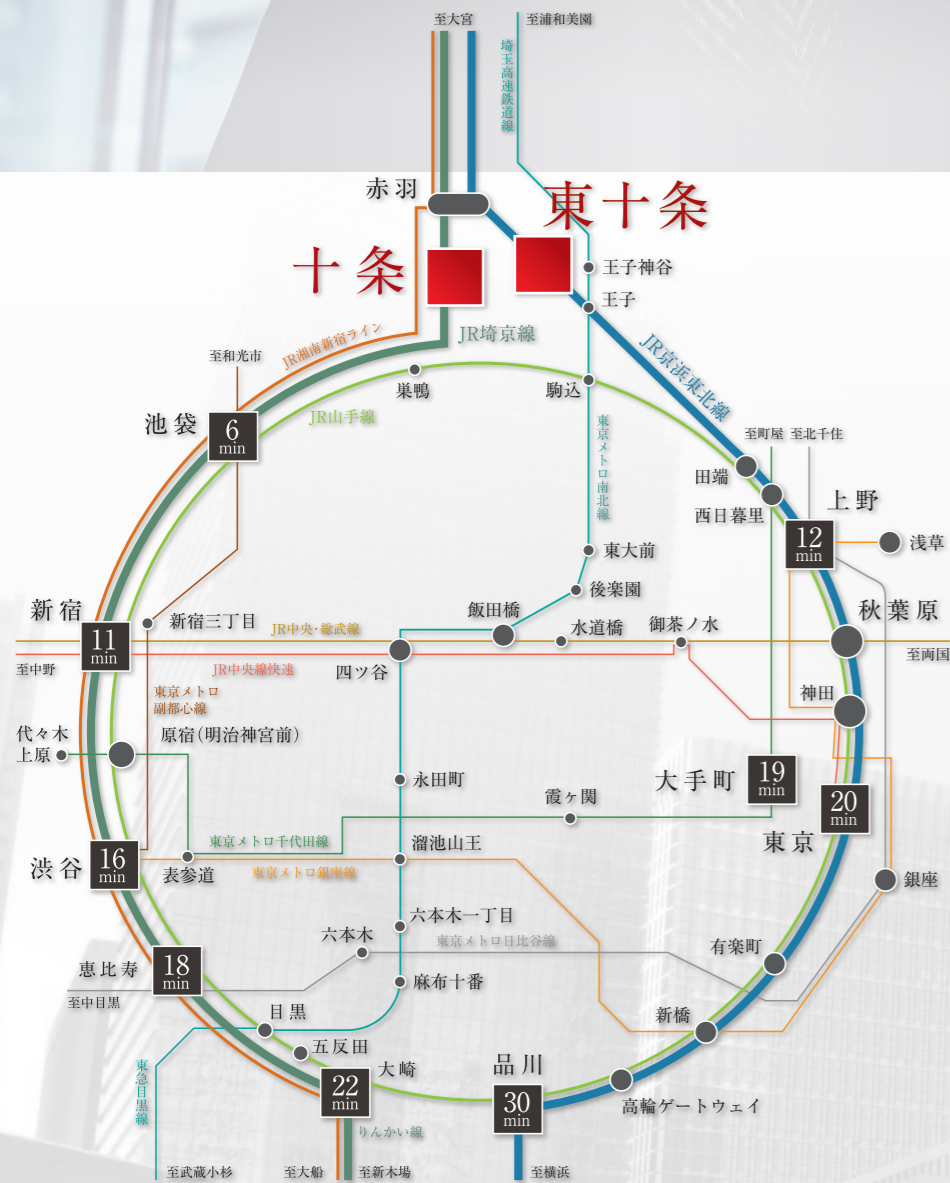 至大宮
至浦和美園
埼玉高速鉄道線
赤羽
東十条
十条
王子神谷
王子
JR埼京線
JR湘南新宿ライン
JR京浜東北線
至和光市
巣鴨
駒込
JR山手線
池袋
6
min
東京メトロ南北線
至町屋
至北千住
田端
西日暮里
上野
12
min
浅草
東大前
後楽園
新宿
11
min
新宿三丁目
飯田橋
水道橋
御茶ノ水
秋葉原
JR中央・総武線
至中野
JR中央線快速
四ツ谷
至両国
東京メトロ
副都心線
神田
代々木
上原
原宿(明治神宮前)
永田町
霞ヶ関
大手町
19
min
20
min
東京
渋谷
16
min
東京メトロ千代田線
表参道
東京メトロ銀座線
溜池山王
銀座
六本木一丁目
六本木
東京メトロ日比谷線
有楽町
恵比寿
18
min
至中目黒
麻布十番
目黒
新橋
五反田
大崎
22
min
品川
30
min
高輪ゲートウェイ
東急目黒線
りんかい線
至武蔵小杉
至大船
至新木場
至横浜